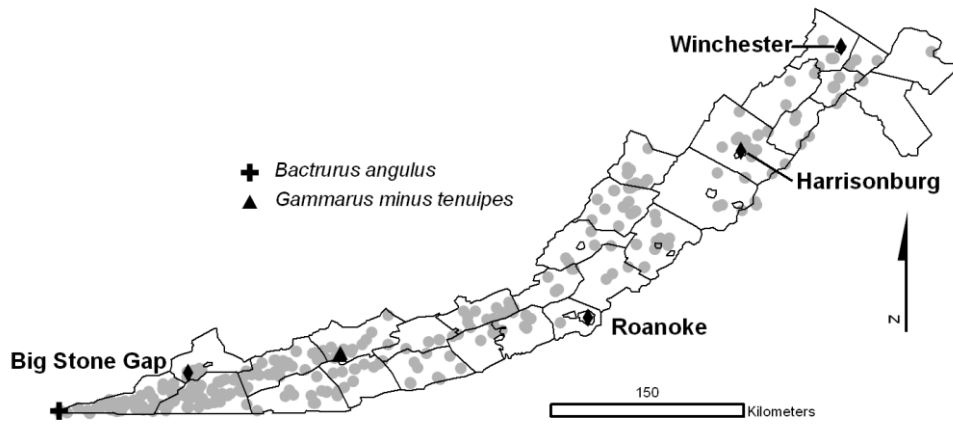 Winchester
Bactrurus angulus
Gammarus minus tenuipes
Harrisonburg
N
Roanoke
Big Stone Gap
150
Kilometers